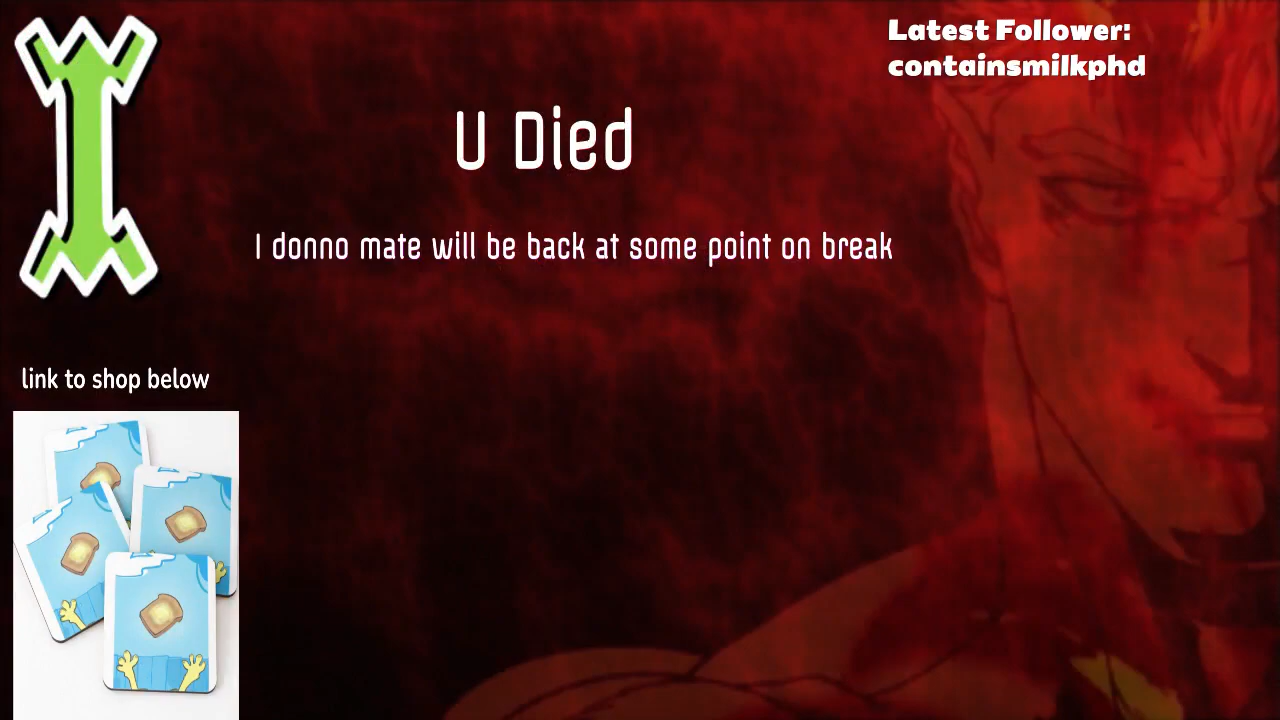 Latest Follower:
containsmilkphd
U Died
I donno mate will be back at some point on break
link to shop below